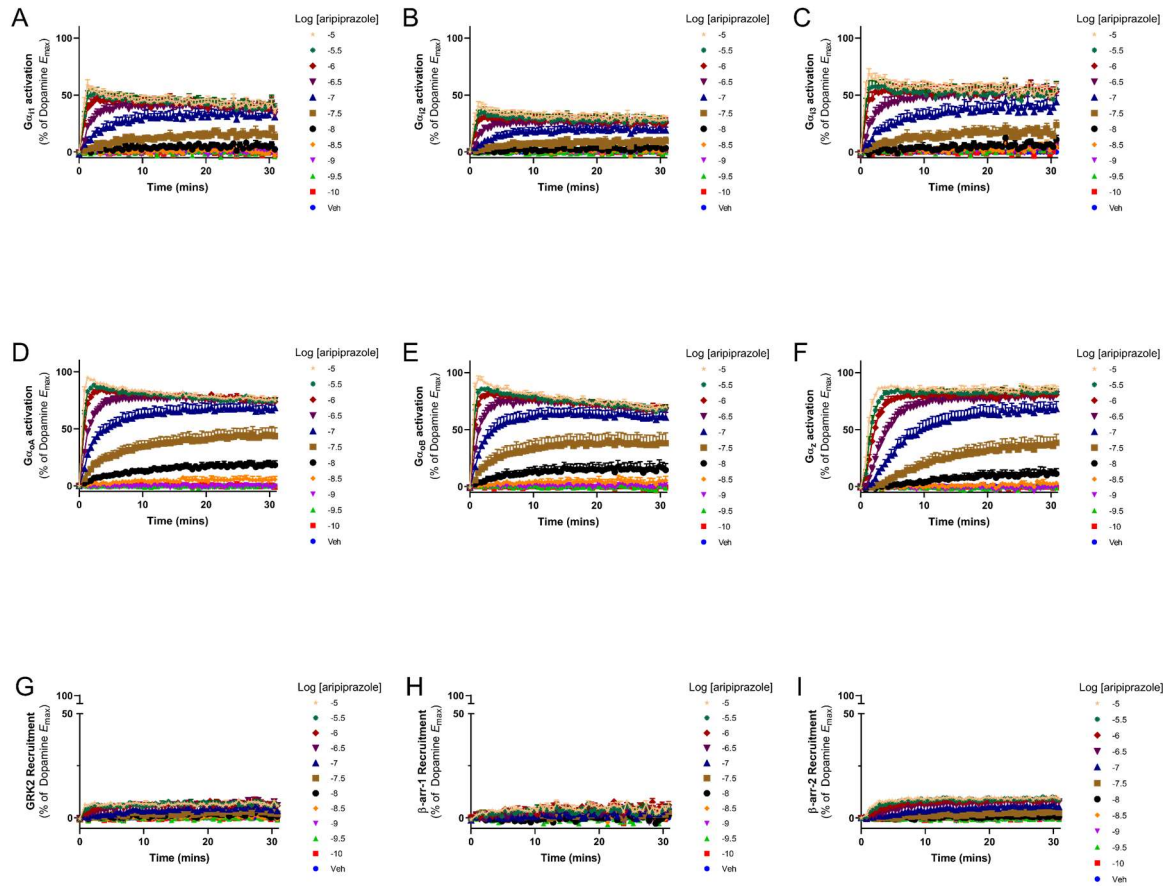 A
Log [aripiprazole]
Gαi1 activation
(% of Dopamine Emax)
100
50
0
0 10 20 30
Time (mins)
-5
-5.5
-6
-6.5
-7
-7.5
-8
-8.5
-9
-9.5
-10
Veh
B
Log [aripiprazole]
Gαi2 activation
(% of Dopamine Emax)
100
50
0
0 10 20 30
Time (mins)
-5
-5.5
-6
-6.5
-7
-7.5
-8
-8.5
-9
-9.5
-10
Veh
C
Log [aripiprazole]
Gαi3 activation
(% of Dopamine Emax)
100
50
0
0 10 20 30
Time (mins)
-5
-5.5
-6
-6.5
-7
-7.5
-8
-8.5
-9
-9.5
-10
Veh
D
Log [aripiprazole]
GαoA activation
(% of Dopamine Emax)
100
50
0
0 10 20 30
Time (mins)
-5
-5.5
-6
-6.5
-7
-7.5
-8
-8.5
-9
-9.5
-10
Veh
E
Log [aripiprazole]
GαoB activation
(% of Dopamine Emax)
100
50
0
0 10 20 30
Time (mins)
-5
-5.5
-6
-6.5
-7
-7.5
-8
-8.5
-9
-9.5
-10
Veh
F
Log [aripiprazole]
Gαz activation
(% of Dopamine Emax)
100
50
0
0 10 20 30
Time (mins)
-5
-5.5
-6
-6.5
-7
-7.5
-8
-8.5
-9
-9.5
-10
Veh
G
Log [aripiprazole]
GRK2 Recruitment
(% of Dopamine Emax)
100
50
0
0 10 20 30
Time (mins)
-5
-5.5
-6
-6.5
-7
-7.5
-8
-8.5
-9
-9.5
-10
Veh
H
Log [aripiprazole]
β-arr-1 Recruitment
(% of Dopamine Emax)
100
50
0
0 10 20 30
Time (mins)
-5
-5.5
-6
-6.5
-7
-7.5
-8
-8.5
-9
-9.5
-10
Veh
I
Log [aripiprazole]
β-arr-2 Recruitment
(% of Dopamine Emax)
100
50
0
0 10 20 30
Time (mins)
-5
-5.5
-6
-6.5
-7
-7.5
-8
-8.5
-9
-9.5
-10
Veh